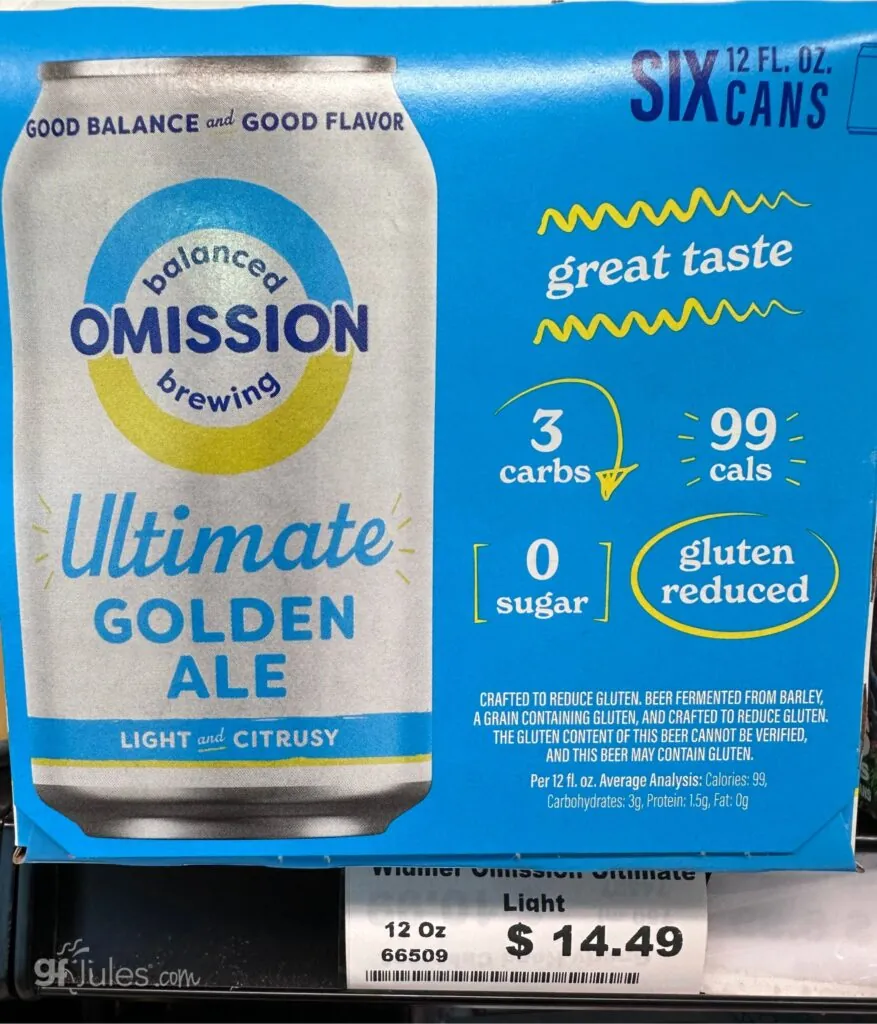 GOOD BALANCE and GOOD FLAVOR
balanced
OMISSION
brewing
Ultimate
GOLDEN
ALE
LIGHT and CITRUSY
SIX 12 FL. OZ.
CANS
great taste
3
carbs
99
cals
0
sugar
gluten
reduced
CRAFTED TO REDUCE GLUTEN. BEER FERMENTED FROM BARLEY,
A GRAIN CONTAINING GLUTEN, AND CRAFTED TO REDUCE GLUTEN.
THE GLUTEN CONTENT OF THIS BEER CANNOT BE VERIFIED,
AND THIS BEER MAY CONTAIN GLUTEN.
Per 12 fl. oz. Average Analysis: Calories: 99,
Carbohydrates: 3g, Protein: 1.5g, Fat: 0g
Widmer Omission Ultimate
Light
12 Oz
66509
$ 14.49
gfJules.com